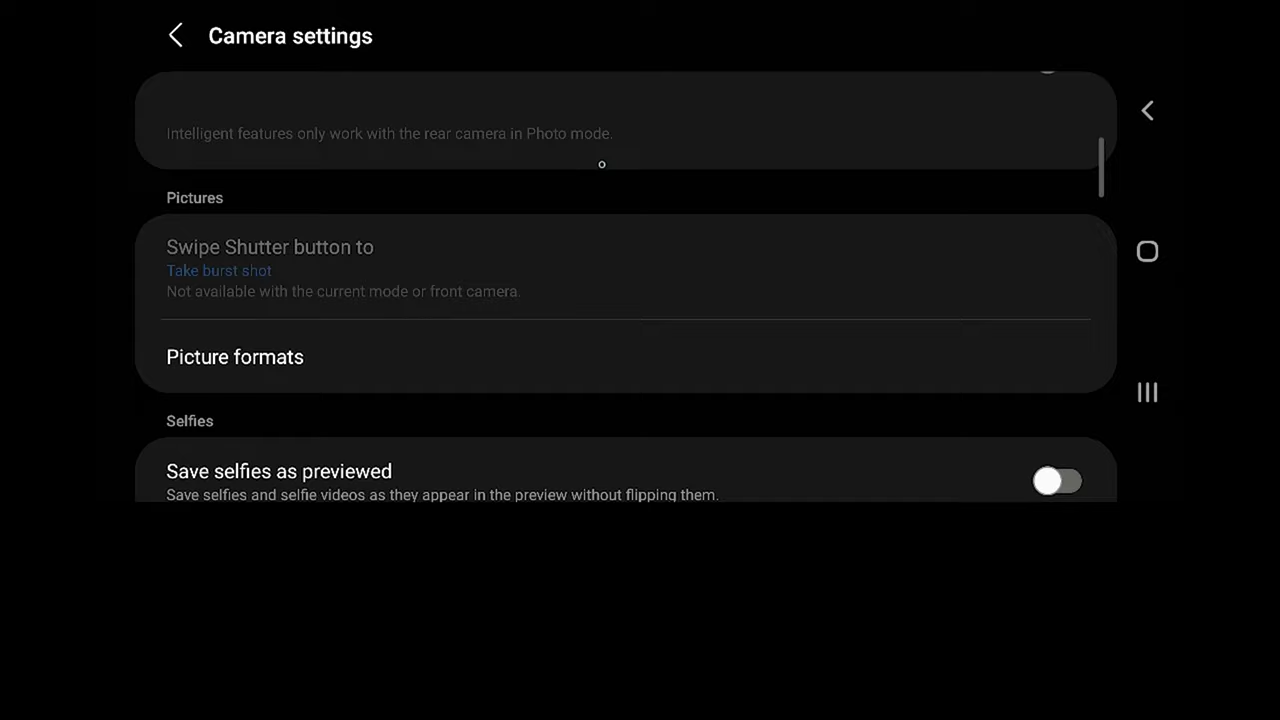 Camera settings
Intelligent features only work with the rear camera in Photo mode.
Pictures
Swipe Shutter button to
Take burst shot
Not available with the current mode or front camera.
Picture formats
Selfies
Save selfies as previewed
Save selfies and selfie videos as they appear in the preview without flipping them.